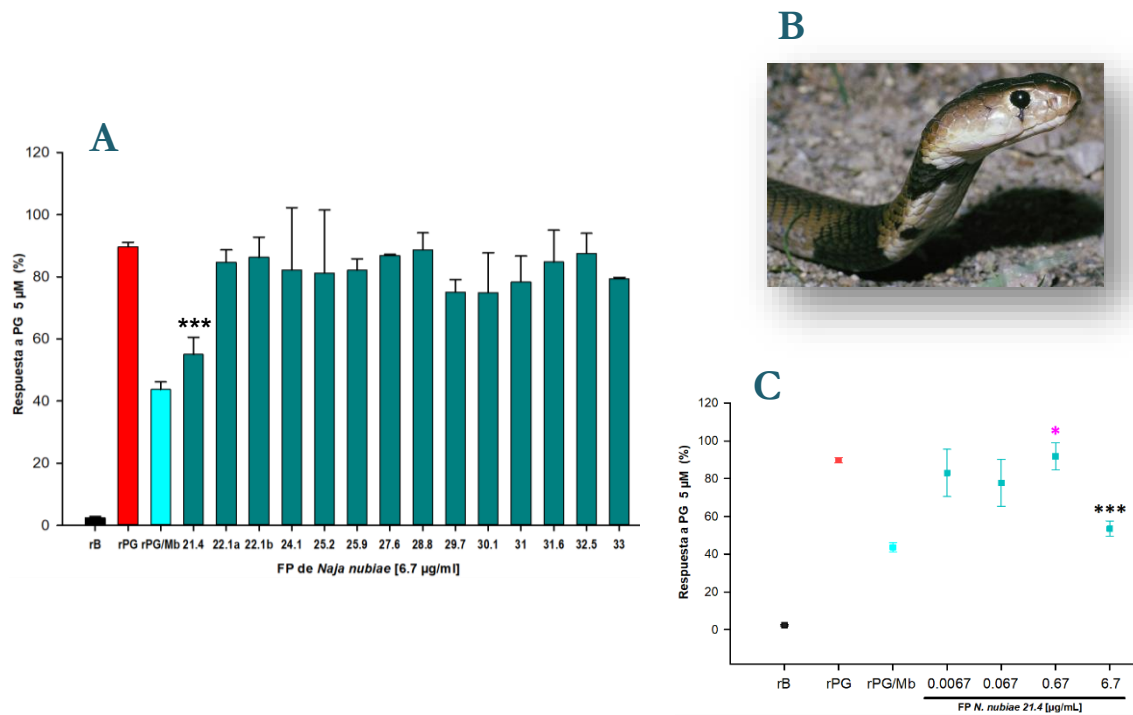 A
120
100
80
60
40
20
0
Respuesta a PG 5 µM (%)
***
rB rPG rPG/Mb 21.4 22.1a 22.1b 24.1 25.2 25.9 27.6 28.8 29.7 30.1 31 31.6 32.5 33
FP de Naja nubiae [6.7 µg/ml]
B
C
120
100
80
60
40
20
0
Respuesta a PG 5 µM (%)
*
***
rB rPG rPG/Mb 0.0067 0.067 0.67 6.7
FP N. nubiae 21.4 [µg/mL]